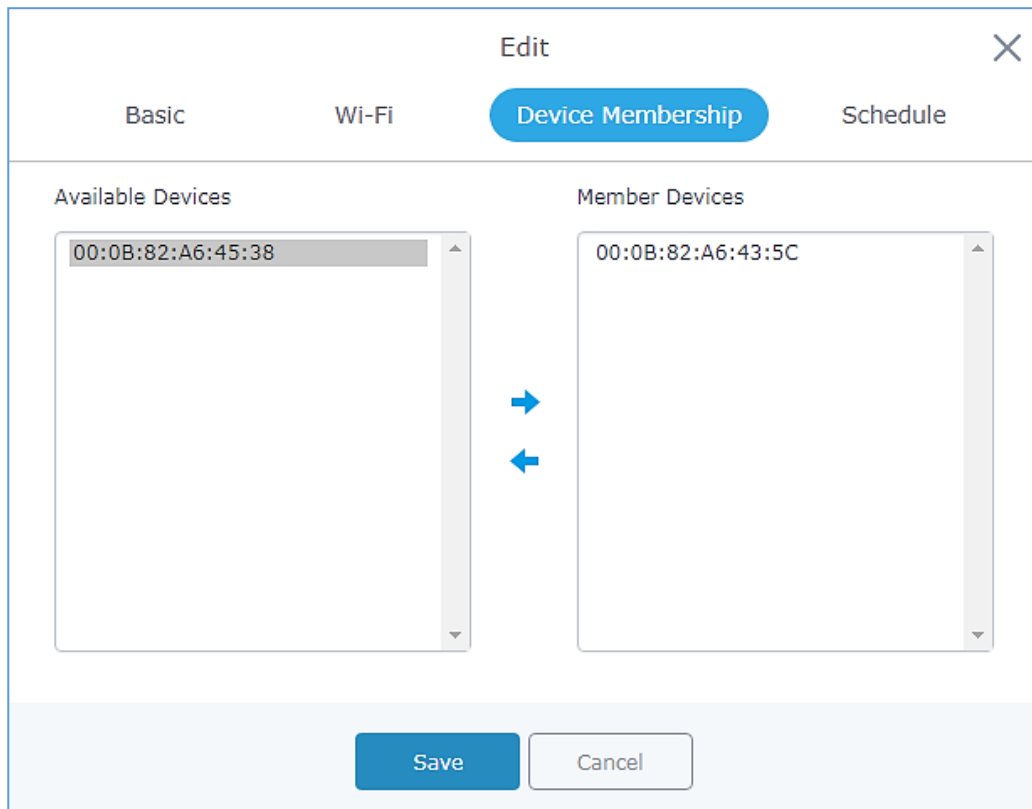 Edit
Basic Wi-Fi Device Membership Schedule
Available Devices Member Devices
00:0B:82:A6:45:38 00:0B:82:A6:43:5C
Save Cancel